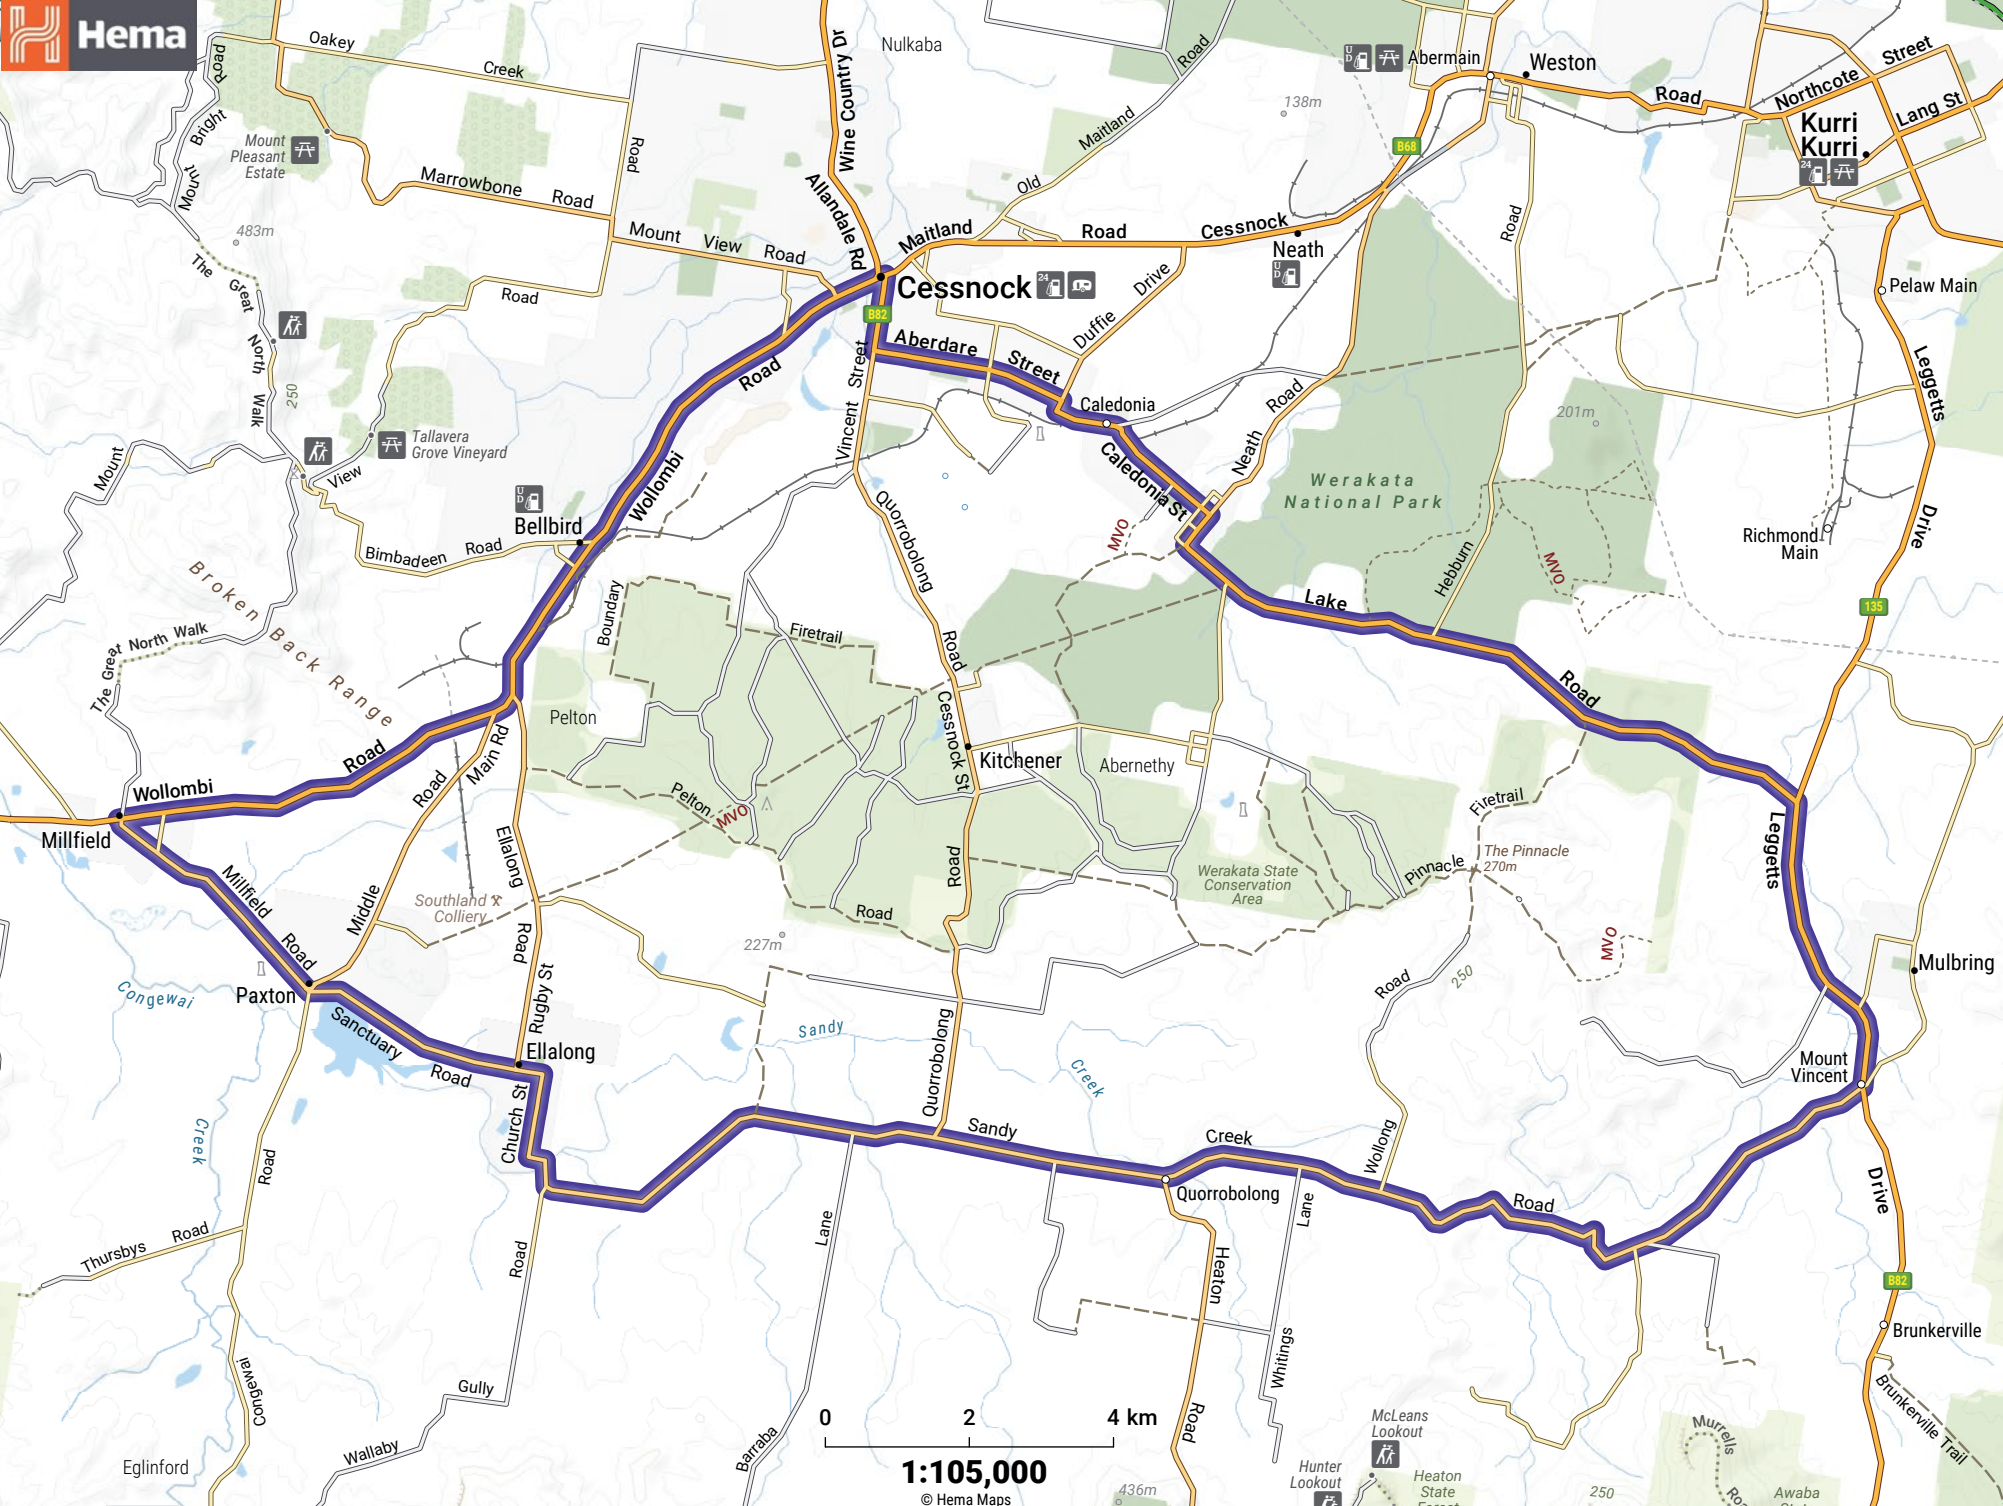 Hema
Oakey
Creek
Road
Bright
Mount
Mount
Pleasant
Estate
483m
The
Great
North
Walk
250
Marrowbone
Road
Road
Mount
View
Road
Road
Nulkaba
Wine Country Dr
Allandale Rd
Maitland
Road
Old
Maitland
Road
138m
Cessnock
Neath
U
D
B68
U
D
Abermain
Weston
Road
Northcote
Street
Lang St
Kurri
Kurri
24
Pelaw Main
Road
Cessnock
24
B82
Aberdare
Street
Duffie
Drive
Caledonia
Caledonia St
Neath
Road
Vincent
Street
Road
Wollombi
Tallavera
Grove Vineyard
View
Mount
U
D
Bellbird
Bimbadeen
Road
Broken Back Range
The Great
North Walk
Boundary
Firetrail
Quorrobolong
Road
MVO
Werakata
National Park
201m
Hebburn
MVO
Richmond
Main
Leggetts
Drive
135
Lake
Road
Pelton
Cessnock St
Kitchener
Abernethy
Main Rd
Road
Middle
Road
Wollombi
Millfield
Millfield
Road
Ellalong
Road
Southland
Colliery
Pelton
MVO
Road
Road
227m
Werakata State
Conservation
Area
Firetrail
Pinnacle
The Pinnacle
270m
Leggetts
MVO
Road
250
Mulbring
Congewai
Creek
Paxton
Sanctuary
Road
Rugby St
Ellalong
Church St
Sandy
Creek
Quorrobolong
Sandy
Creek
Road
Wollong
Mount
Vincent
Quorrobolong
Lane
Lane
Road
Thursbys
Road
Road
Congewai
Gully
Wallaby
Eglinford
Barraba
Heaton
Road
Whitings
Drive
B82
Brunkerville
Brunkerville Trail
0
2
4 km
1:105,000
© Hema Maps
436m
McLeans
Lookout
Hunter
Lookout
Heaton
State
Forest
Murrells
Roa
250
Awaba